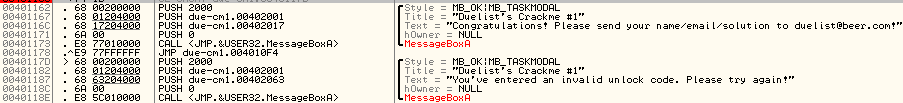 00401162 . 68 00200000 PUSH 2000 Style = MB_OK|MB_TASKMODAL
00401167 . 68 01204000 PUSH due-cm1.00402001 Title = "Duelist's Crackme #1"
0040116C . 68 17204000 PUSH due-cm1.00402017 Text = "Congratulations! Please send your name/email/solution to duelist@beer.com!"
00401171 . 6A 00 PUSH 0 hOwner = NULL
00401173 . E8 77010000 CALL <JMP.&USER32.MessageBoxA> MessageBoxA
00401178 .^E9 77FFFFFF JMP due-cm1.004010F4
0040117D > 68 00200000 PUSH 2000 Style = MB_OK|MB_TASKMODAL
00401182 . 68 01204000 PUSH due-cm1.00402001 Title = "Duelist's Crackme #1"
00401187 . 68 63204000 PUSH due-cm1.00402063 Text = "You've entered an invalid unlock code. Please try again!"
0040118C . 6A 00 PUSH 0 hOwner = NULL
0040118E . E8 5C010000 CALL <JMP.&USER32.MessageBoxA> MessageBoxA